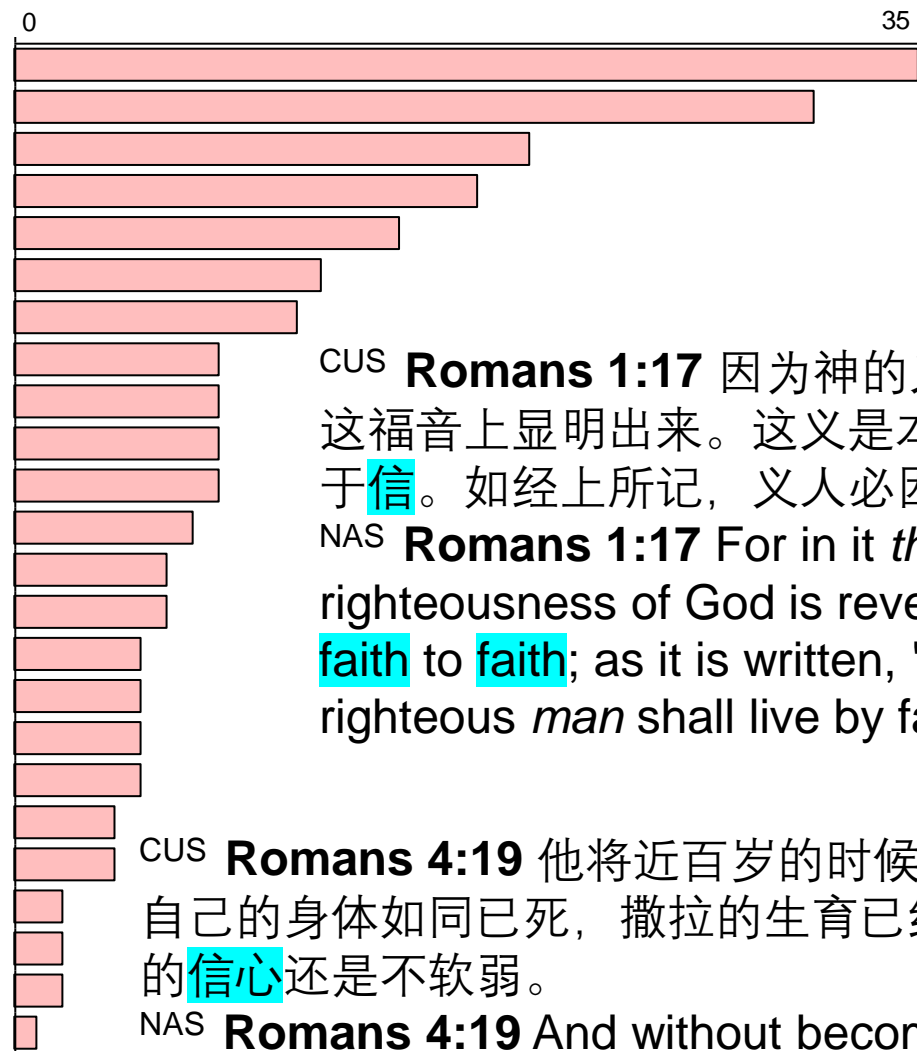 0 35
CUS Romans 1:17 因为神的
这福音上显明出来。这义是本
于信。如经上所记，义人必因
NAS Romans 1:17 For in it
righteousness of God is reve
faith to faith; as it is written, "
righteous man shall live by fa
CUS Romans 4:19 他将近百岁的时候
自己的身体如同已死，撒拉的生育已
的信心还是不软弱。
NAS Romans 4:19 And without becom